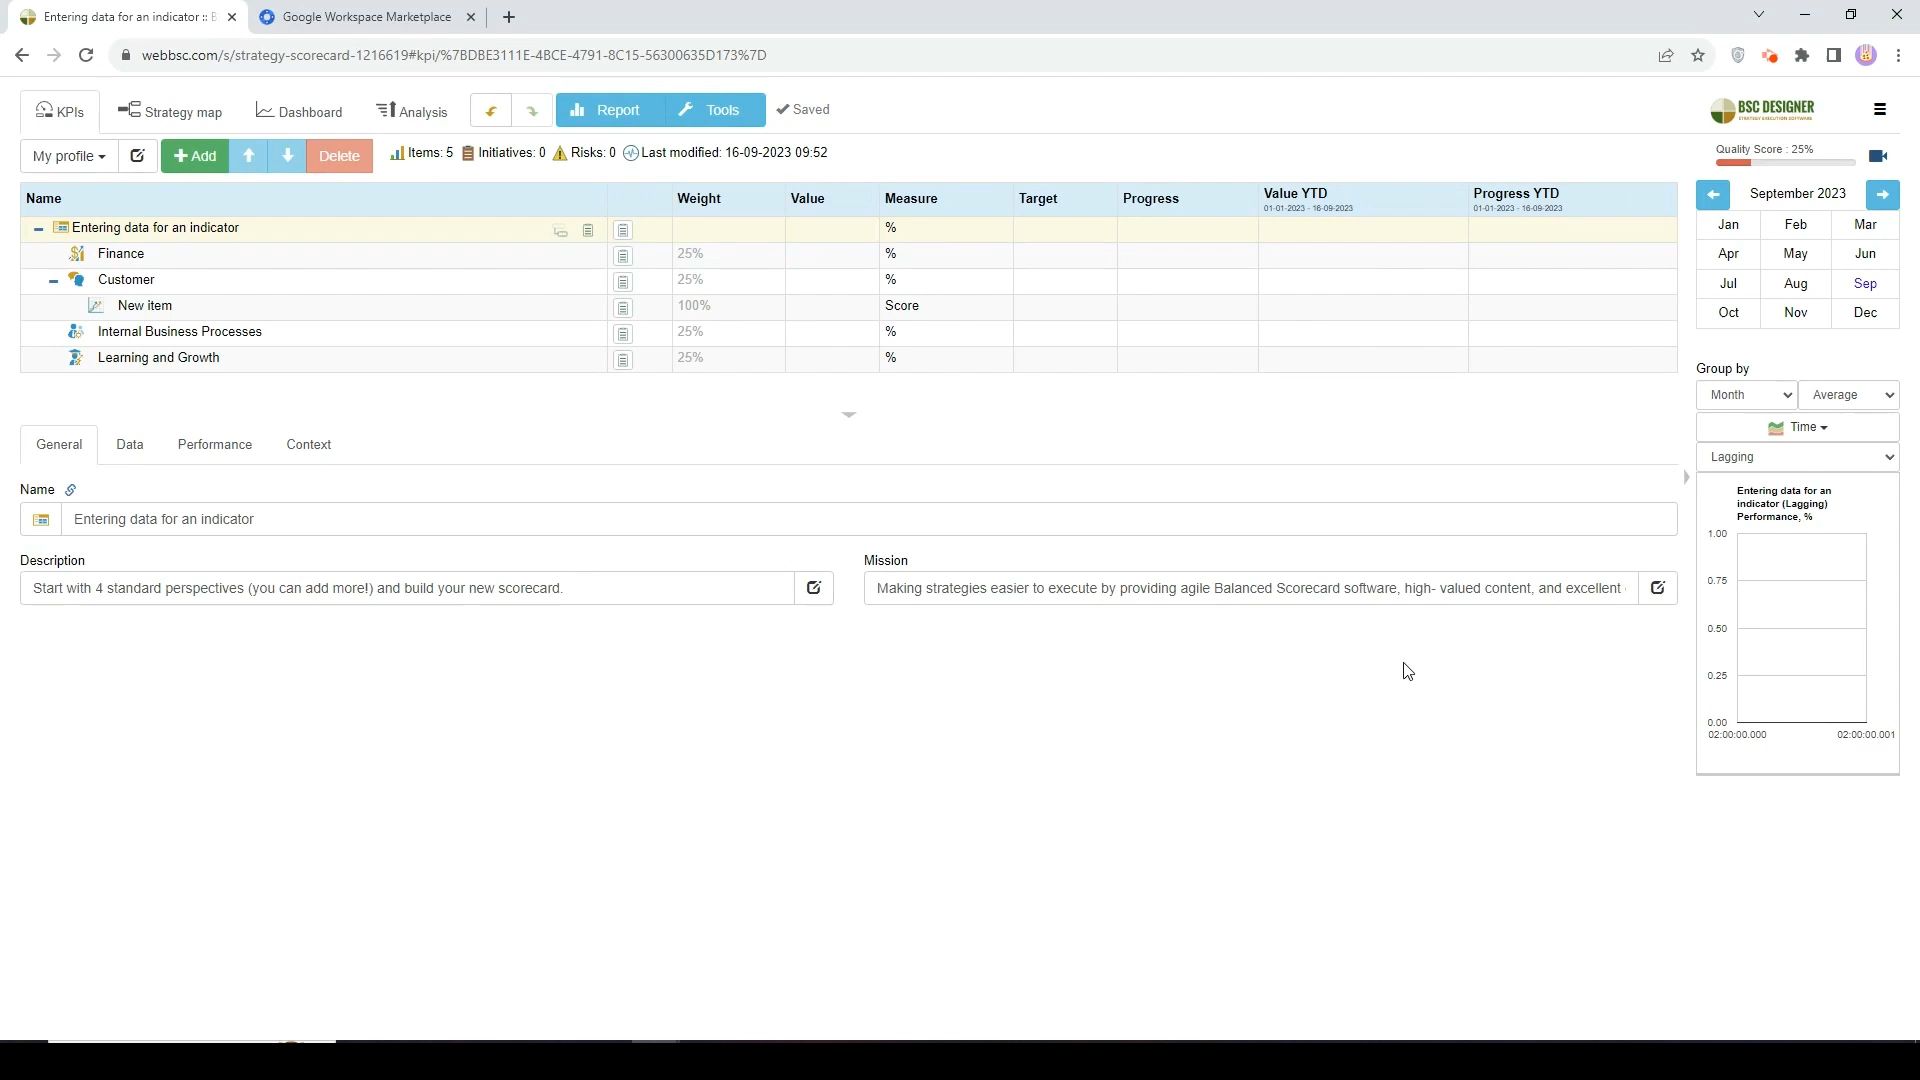 Entering data for an indicator :: B
Google Workspace Marketplace
webbsc.com/s/strategy-scorecard-1216619#kpi/%7BDBE3111E-4BCE-4791-8C15-56300635D173%7D
KPIs
Strategy map
Dashboard
Analysis
Report
Tools
Saved
BSC DESIGNER
STRATEGY EXECUTION SOFTWARE
My profile
Add
Delete
Items: 5
Initiatives: 0
Risks: 0
Last modified: 16-09-2023 09:52
Quality Score : 25%
Name Weight Value Measure Target Progress Value YTD Progress YTD
01-01-2023 - 16-09-2023 01-01-2023 - 16-09-2023
Entering data for an indicator %
Finance 25% %
Customer 25% %
New item 100% Score
Internal Business Processes 25% %
Learning and Growth 25% %
September 2023
Jan Feb Mar
Apr May Jun
Jul Aug Sep
Oct Nov Dec
Group by
Month Average
Time
Lagging
Entering data for an
indicator (Lagging)
Performance, %
1.00
0.75
0.50
0.25
0.00
02:00:00.000 02:00:00.001
General Data Performance Context
Name
Entering data for an indicator
Description
Start with 4 standard perspectives (you can add more!) and build your new scorecard.
Mission
Making strategies easier to execute by providing agile Balanced Scorecard software, high- valued content, and excellent